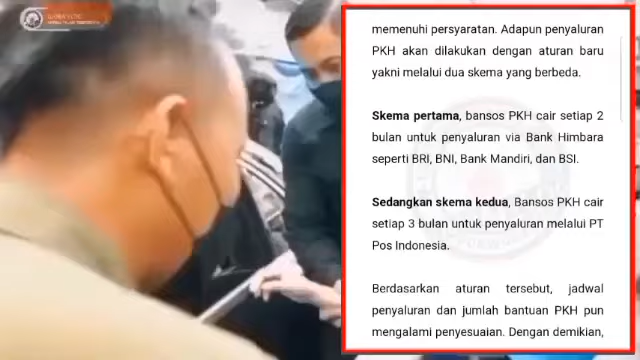 memenuhi persyaratan. Adapun penyaluran
PKH akan dilakukan dengan aturan baru
yakni melalui dua skema yang berbeda.
Skema pertama, bansos PKH cair setiap 2
bulan untuk penyaluran via Bank Himbara
seperti BRI, BNI, Bank Mandiri, dan BSI.
Sedangkan skema kedua, Bansos PKH cair
setiap 3 bulan untuk penyaluran melalui PT
Pos Indonesia.
Berdasarkan aturan tersebut, jadwal
penyaluran dan jumlah bantuan PKH pun
mengalami penyesuaian. Dengan demikian,